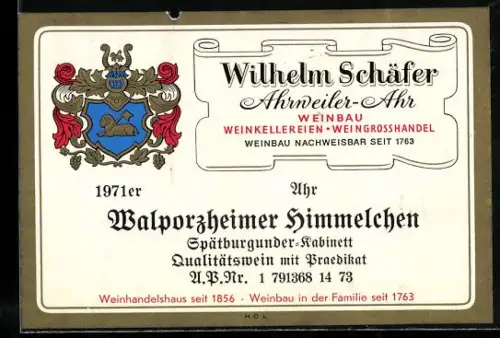 Wilhelm Schäfer
Ahrweiler-Ahr
WEINBAU
WEINKELLEREIEN • WEINGROSSHANDEL
WEINBAU NACHWEISBAR SEIT 1763
1971er Ahr
Walporzheimer Himmelchen
Spätburgunder-Kabinett
Qualitätswein mit Praedikat
A.P.Nr. 1 791368 14 73
Weinhandelshaus seit 1856 - Weinbau in der Familie seit 1763
HOL